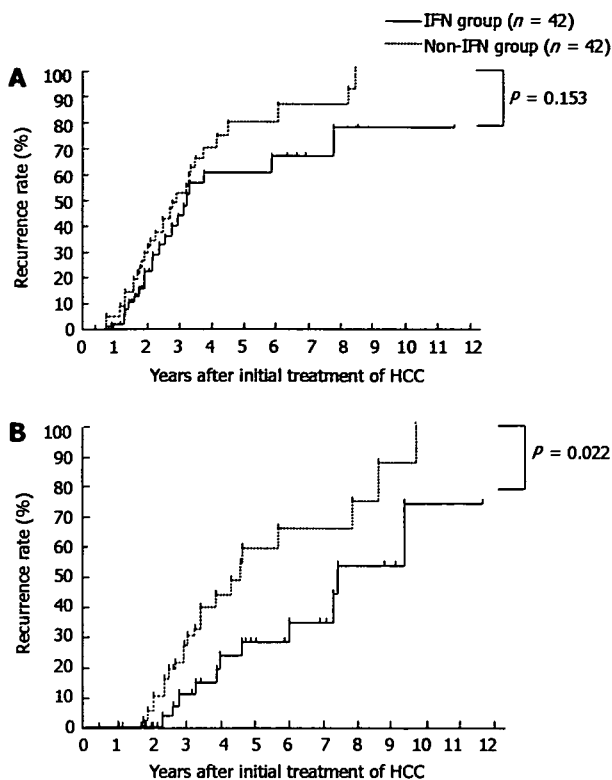 IFN group (n = 42)
Non-IFN group (n = 42)
A
100
90
80
70
60
50
40
30
20
10
0
Recurrence rate (%)
P = 0.153
0 1 2 3 4 5 6 7 8 9 10 11 12
Years after initial treatment of HCC
B
100
90
80
70
60
50
40
30
20
10
0
Recurrence rate (%)
P = 0.022
0 1 2 3 4 5 6 7 8 9 10 11 12
Years after initial treatment of HCC